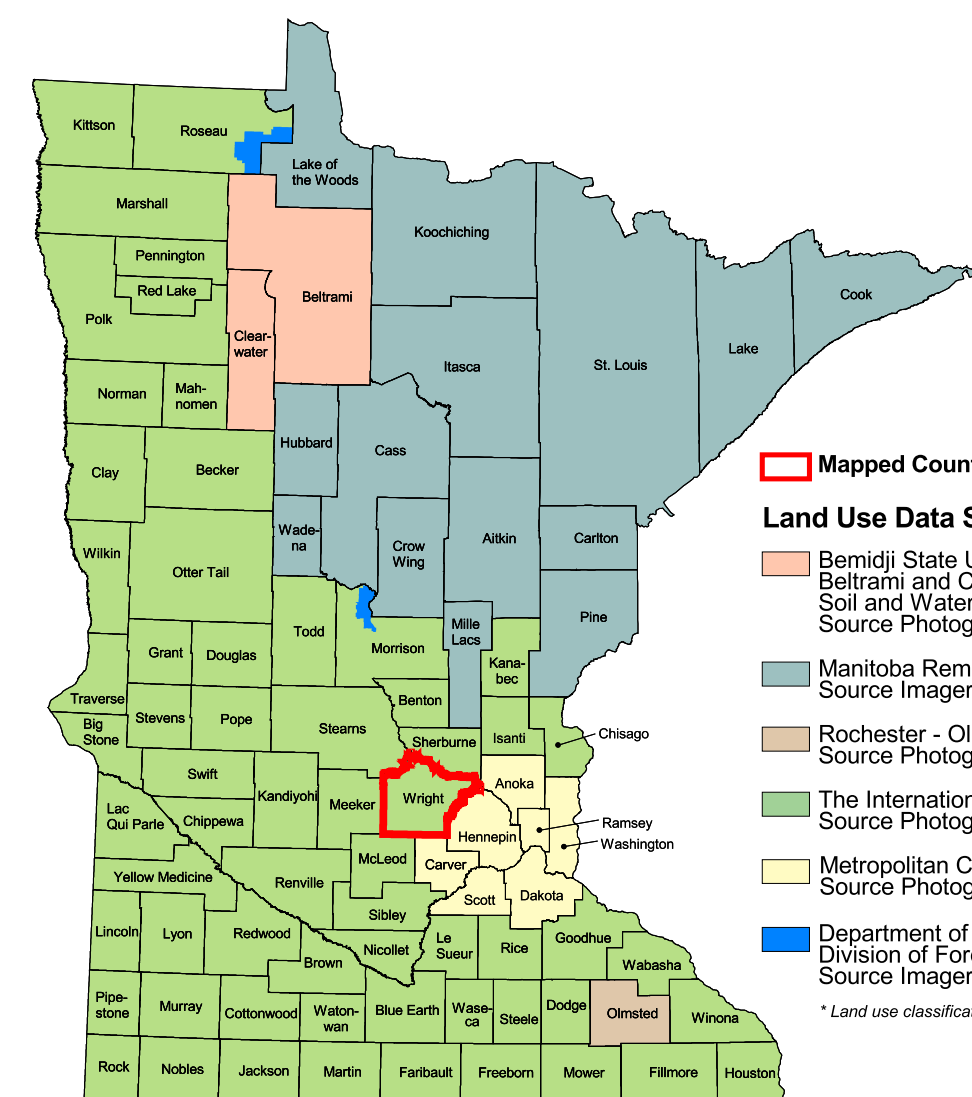 Kittson
Roseau
Lake of
the Woods
Marshall
Koochiching
Pennington
Red Lake
Beltrami
Cook
Polk
Clear-
water
Lake
St. Louis
Itasca
Norman
Mah-
nomen
Hubbard
Cass
Clay
Becker
Wade-
na
Crow
Wing
Aitkin
Carlton
Wilkin
Otter Tail
Pine
Mille
Lacs
Todd
Morrison
Grant
Douglas
Kana-
bec
Traverse
Benton
Stevens
Pope
Big
Stone
Stearns
Sherburne
Isanti
Chisago
Swift
Anoka
Kandiyohi
Meeker
Wright
Lac
Qui Parle
Chippewa
Ramsey
Hennepin
Washington
McLeod
Carver
Yellow Medicine
Renville
Scott
Dakota
Sibley
Lincoln
Lyon
Redwood
Nicollet
Le
Sueur
Rice
Goodhue
Brown
Wabasha
Pipe-
stone
Murray
Cottonwood
Waton-
wan
Blue Earth
Wase-
ca
Steele
Dodge
Olmsted
Winona
Rock
Nobles
Jackson
Martin
Faribault
Freeborn
Mower
Fillmore
Houston
Mapped Coun
Land Use Data S
Bemidji State U
Beltrami and C
Soil and Water
Source Photog
Manitoba Rem
Source Imager
Rochester - Ol
Source Photog
The Internation
Source Photog
Metropolitan C
Source Photog
Department of
Division of Fore
Source Imager
* Land use classificat